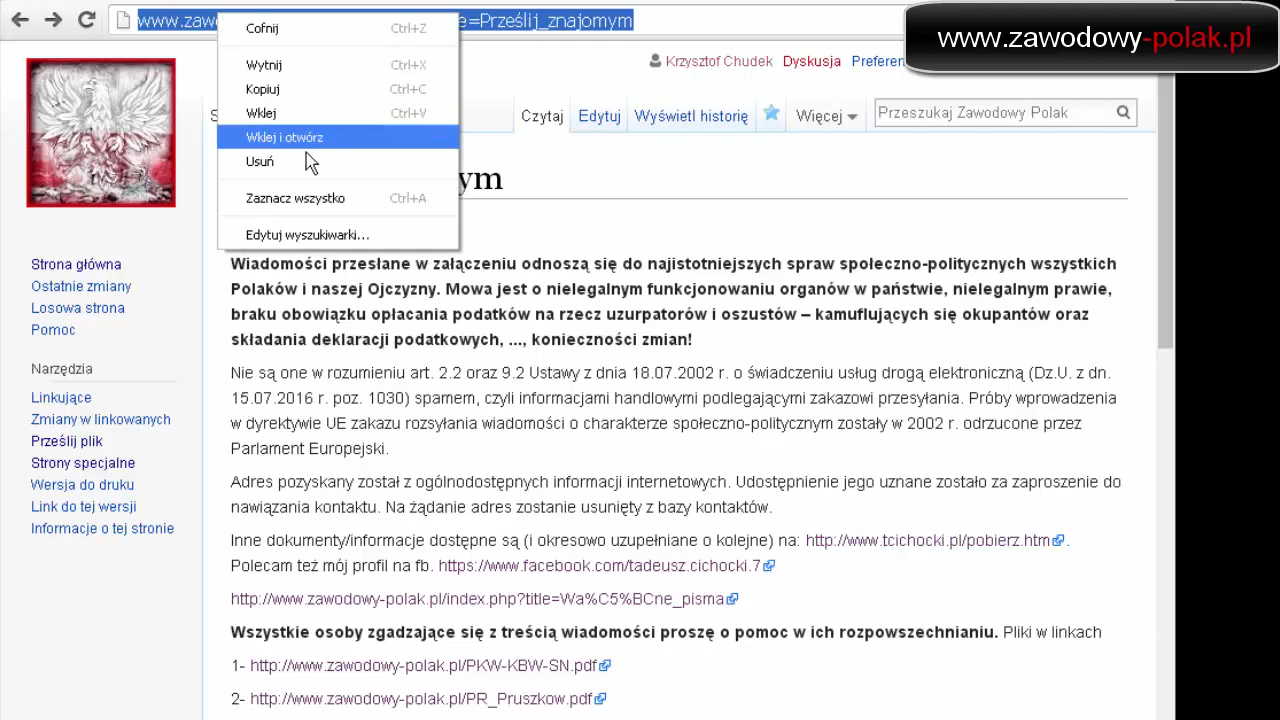 www.zawo
e=Prześlij_znajomym
www.zawodowy-polak.pl
Cofnij Ctrl+Z
Wytnij Ctrl+X
Kopiuj Ctrl+C
Wklej Ctrl+V
Wklej i otwórz
Usuń
Zaznacz wszystko Ctrl+A
Edytuj wyszukiwarki...
Krzysztof Chudek Dyskusja Preferen
S
Czytaj Edytuj Wyświetl historię Więcej Przeszukaj Zawodowy Polak
ym
Strona główna
Ostatnie zmiany
Losowa strona
Pomoc
Narzędzia
Linkujące
Zmiany w linkowanych
Prześlij plik
Strony specjalne
Wersja do druku
Link do tej wersji
Informacje o tej stronie
Wiadomości przesłane w załączeniu odnoszą się do najistotniejszych spraw społeczno-politycznych wszystkich
Polaków i naszej Ojczyzny. Mowa jest o nielegalnym funkcjonowaniu organów w państwie, nielegalnym prawie,
braku obowiązku opłacania podatków na rzecz uzurpatorów i oszustów – kamuflujących się okupantów oraz
składania deklaracji podatkowych, ..., konieczności zmian!
Nie są one w rozumieniu art. 2.2 oraz 9.2 Ustawy z dnia 18.07.2002 r. o świadczeniu usług drogą elektroniczną (Dz.U. z dn.
15.07.2016 r. poz. 1030) spamem, czyli informacjami handlowymi podlegającymi zakazowi przesyłania. Próby wprowadzenia
w dyrektywie UE zakazu rozsyłania wiadomości o charakterze społeczno-politycznym zostały w 2002 r. odrzucone przez
Parlament Europejski.
Adres pozyskany został z ogólnodostępnych informacji internetowych. Udostępnienie jego uznane zostało za zaproszenie do
nawiązania kontaktu. Na żądanie adres zostanie usunięty z bazy kontaktów.
Inne dokumenty/informacje dostępne są (i okresowo uzupełniane o kolejne) na: http://www.tcichocki.pl/pobierz.htm.
Polecam też mój profil na fb. https://www.facebook.com/tadeusz.cichocki.7
http://www.zawodowy-polak.pl/index.php?title=Wa%C5%BCne_pisma
Wszystkie osoby zgadzające się z treścią wiadomości proszę o pomoc w ich rozpowszechnianiu. Pliki w linkach
1- http://www.zawodowy-polak.pl/PKW-KBW-SN.pdf
2- http://www.zawodowy-polak.pl/PR_Pruszkow.pdf